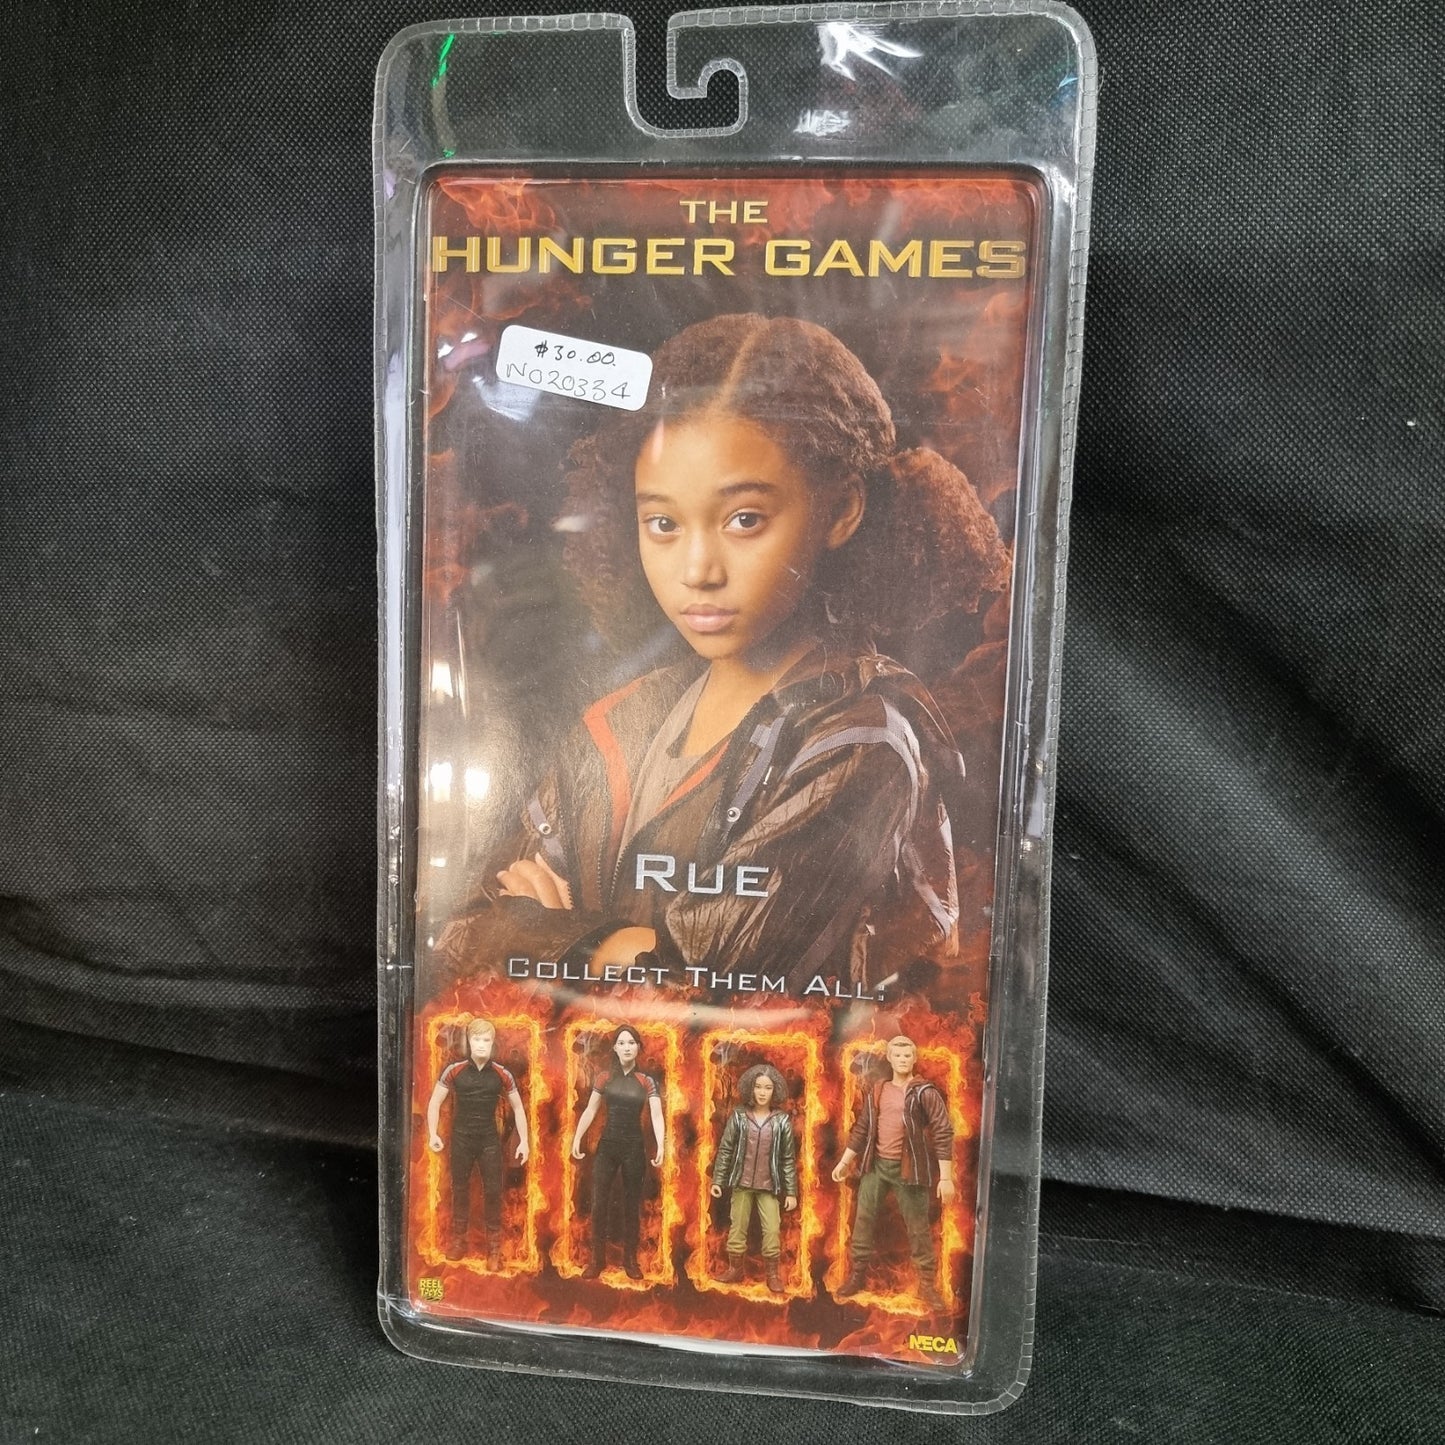 THE
HUNGER GAMES
$30.00.
NO20334
RUE
COLLECT THEM ALL:
REEL
TOYS
NECA